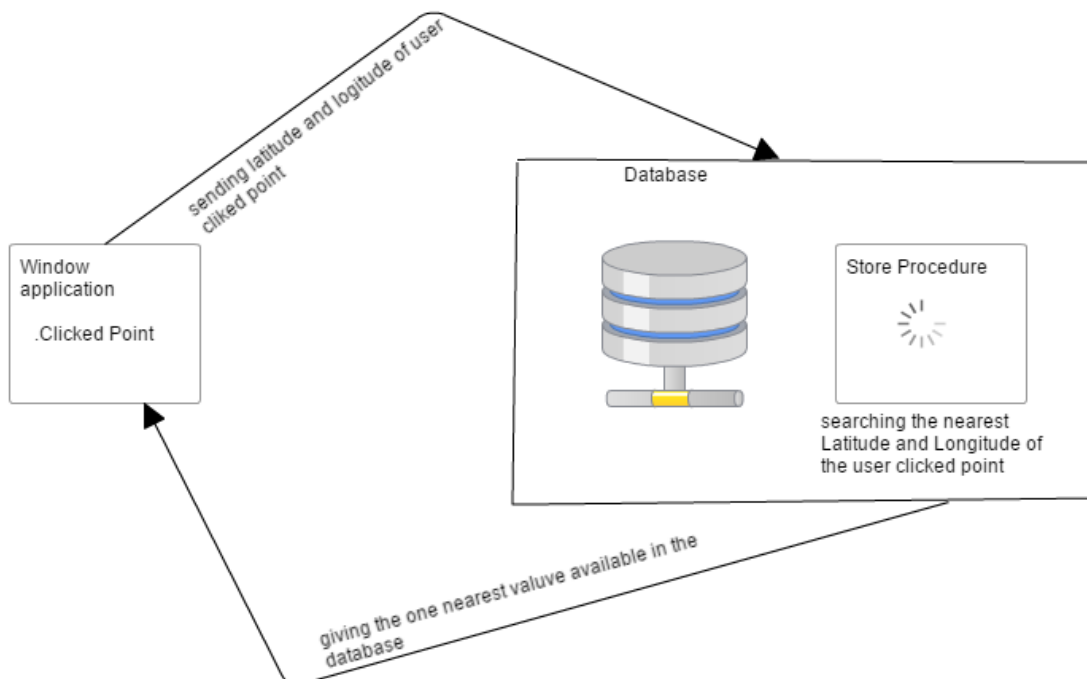 sending latitude and logitude of user
cliked point
Database
Window
application
.Clicked Point
Store Procedure
searching the nearest
Latitude and Longitude of
the user clicked point
giving the one nearest valuve available in the
database